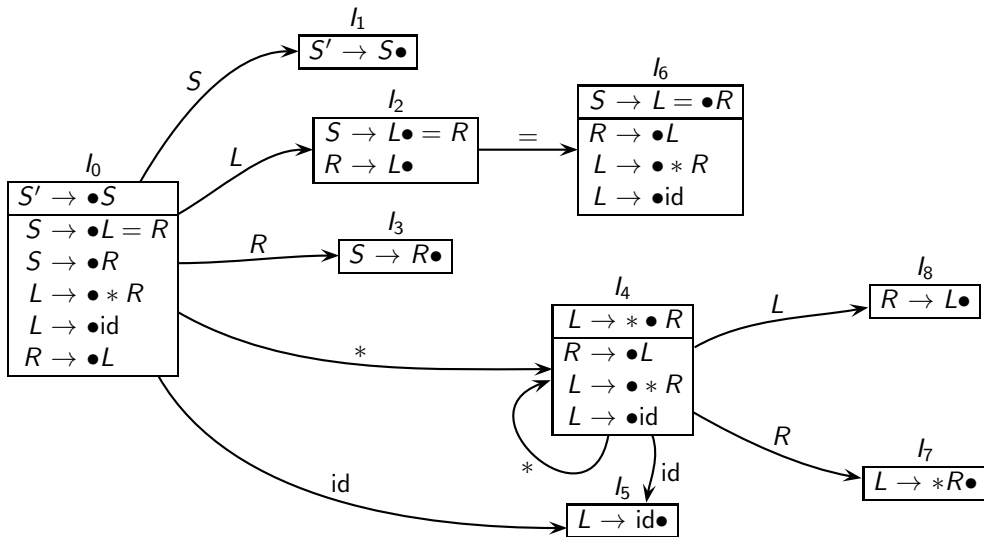 I₁
S′ → S●
S
I₆
S → L = ●R
R → ●L
L → ● * R
L → ●id
I₂
S → L● = R
R → L●
=
L
I₀
S′ → ●S
S → ●L = R
S → ●R
L → ● * R
L → ●id
R → ●L
R
I₃
S → R●
I₈
R → L●
L
I₄
L → * ● R
R → ●L
L → ● * R
L → ●id
*
*
R
I₇
L → *R●
id
id
I₅
L → id●